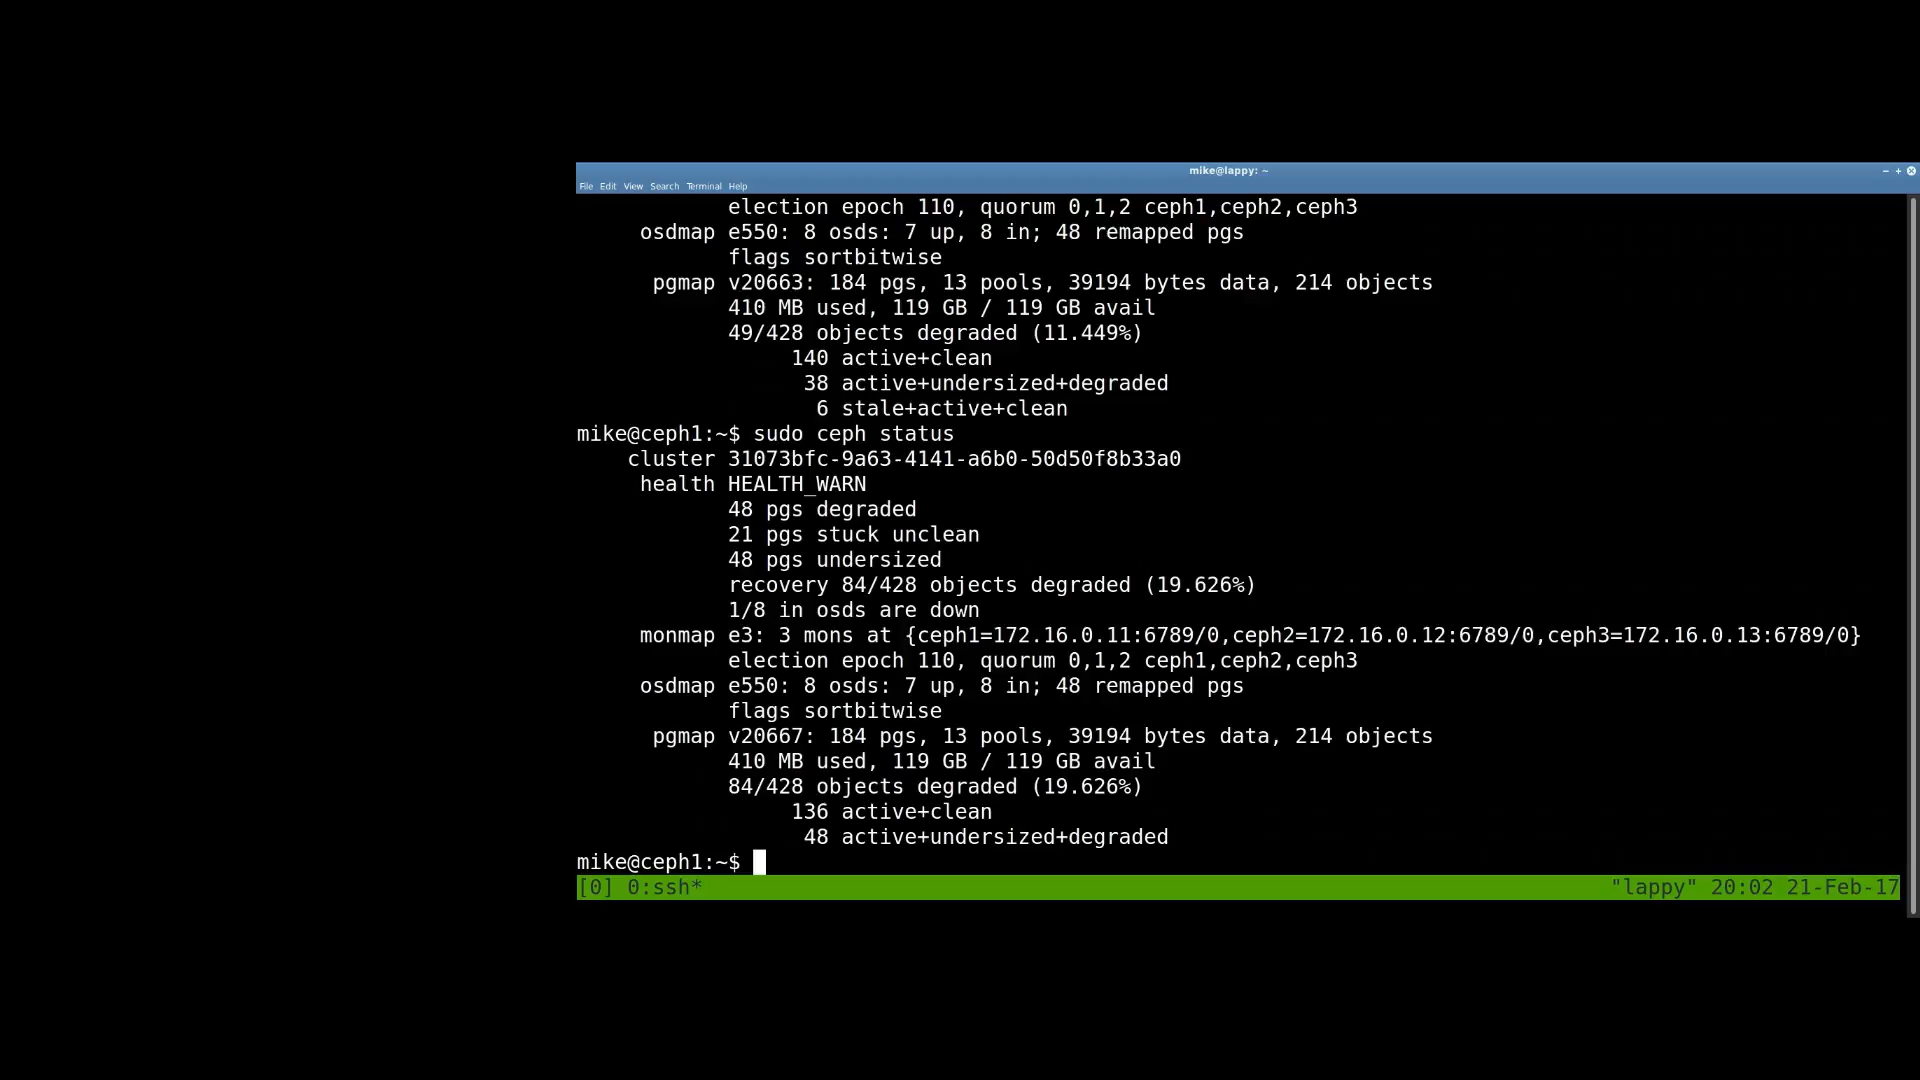 mike@lappy: ~
File Edit View Search Terminal Help
election epoch 110, quorum 0,1,2 ceph1,ceph2,ceph3
osdmap e550: 8 osds: 7 up, 8 in; 48 remapped pgs
flags sortbitwise
pgmap v20663: 184 pgs, 13 pools, 39194 bytes data, 214 objects
410 MB used, 119 GB / 119 GB avail
49/428 objects degraded (11.449%)
140 active+clean
38 active+undersized+degraded
6 stale+active+clean
mike@ceph1:~$ sudo ceph status
cluster 31073bfc-9a63-4141-a6b0-50d50f8b33a0
health HEALTH_WARN
48 pgs degraded
21 pgs stuck unclean
48 pgs undersized
recovery 84/428 objects degraded (19.626%)
1/8 in osds are down
monmap e3: 3 mons at {ceph1=172.16.0.11:6789/0,ceph2=172.16.0.12:6789/0,ceph3=172.16.0.13:6789/0}
election epoch 110, quorum 0,1,2 ceph1,ceph2,ceph3
osdmap e550: 8 osds: 7 up, 8 in; 48 remapped pgs
flags sortbitwise
pgmap v20667: 184 pgs, 13 pools, 39194 bytes data, 214 objects
410 MB used, 119 GB / 119 GB avail
84/428 objects degraded (19.626%)
136 active+clean
48 active+undersized+degraded
mike@ceph1:~$
[0] 0:ssh* "lappy" 20:02 21-Feb-17